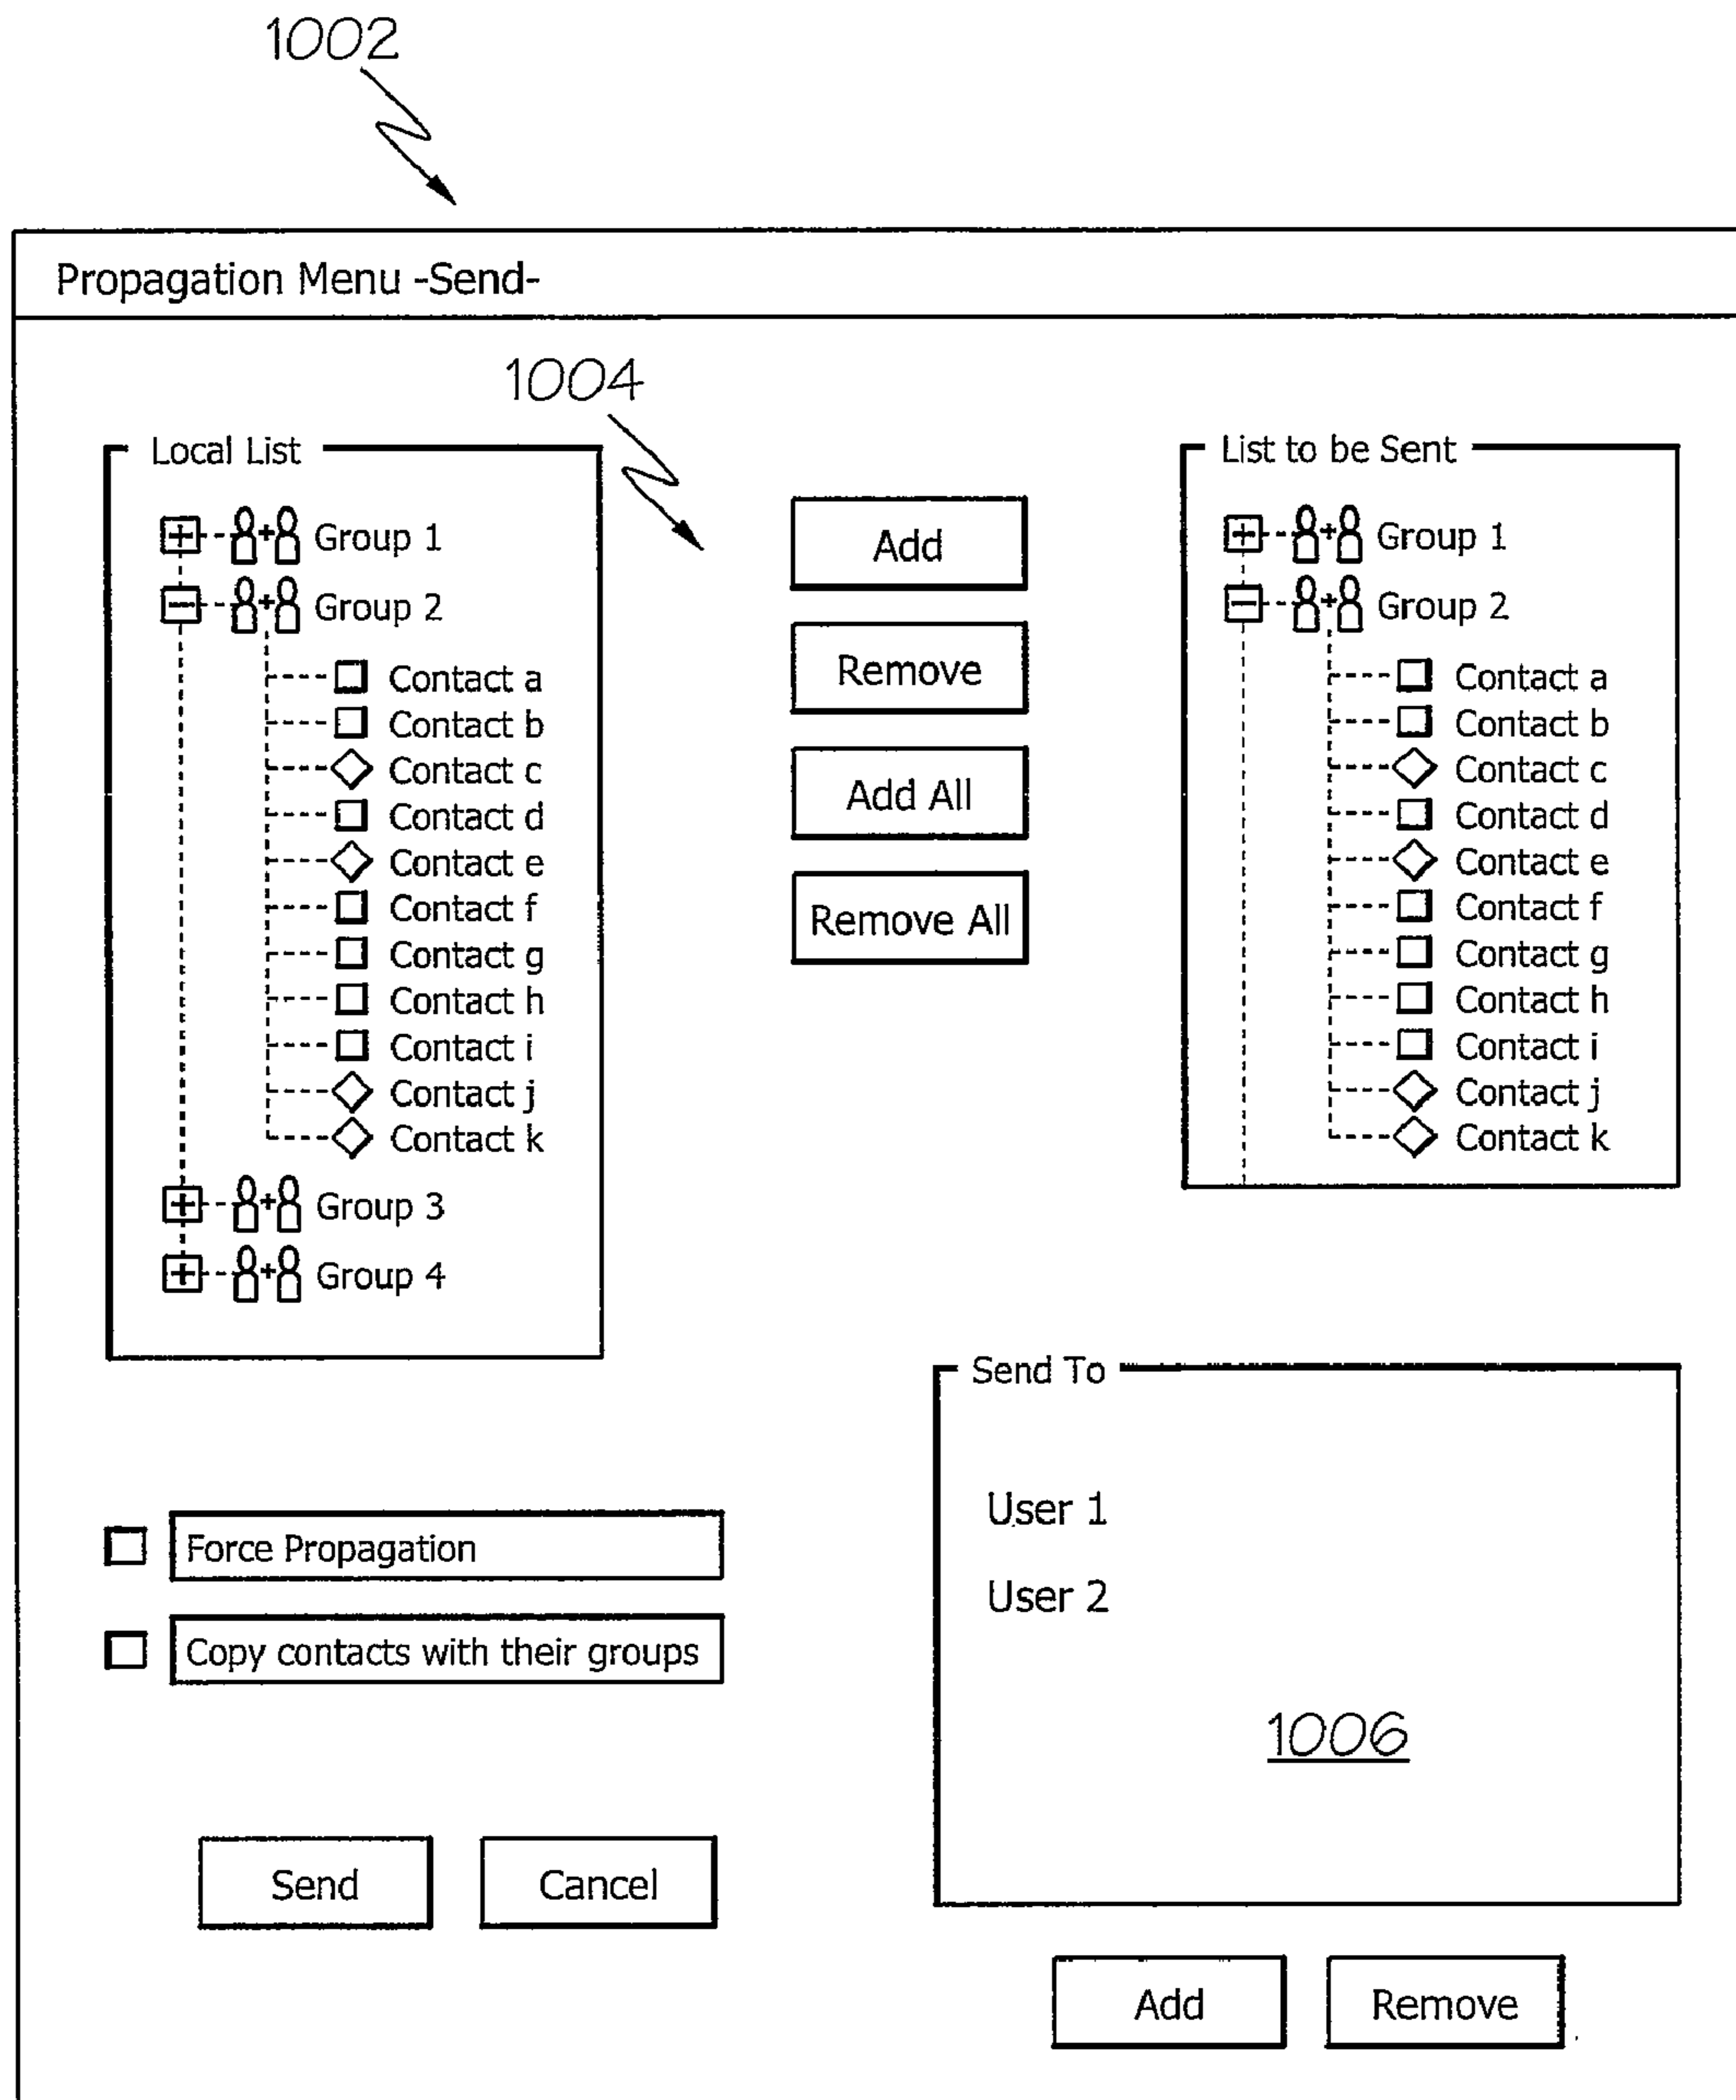 1002
Propagation Menu -Send-
1004
Local List
Group 1
Group 2
Contact a
Contact b
Contact c
Contact d
Contact e
Contact f
Contact g
Contact h
Contact i
Contact j
Contact k
Group 3
Group 4
Add
Remove
Add All
Remove All
List to be Sent
Group 1
Group 2
Contact a
Contact b
Contact c
Contact d
Contact e
Contact f
Contact g
Contact h
Contact i
Contact j
Contact k
Force Propagation
Copy contacts with their groups
Send
Cancel
Send To
User 1
User 2
1006
Add
Remove